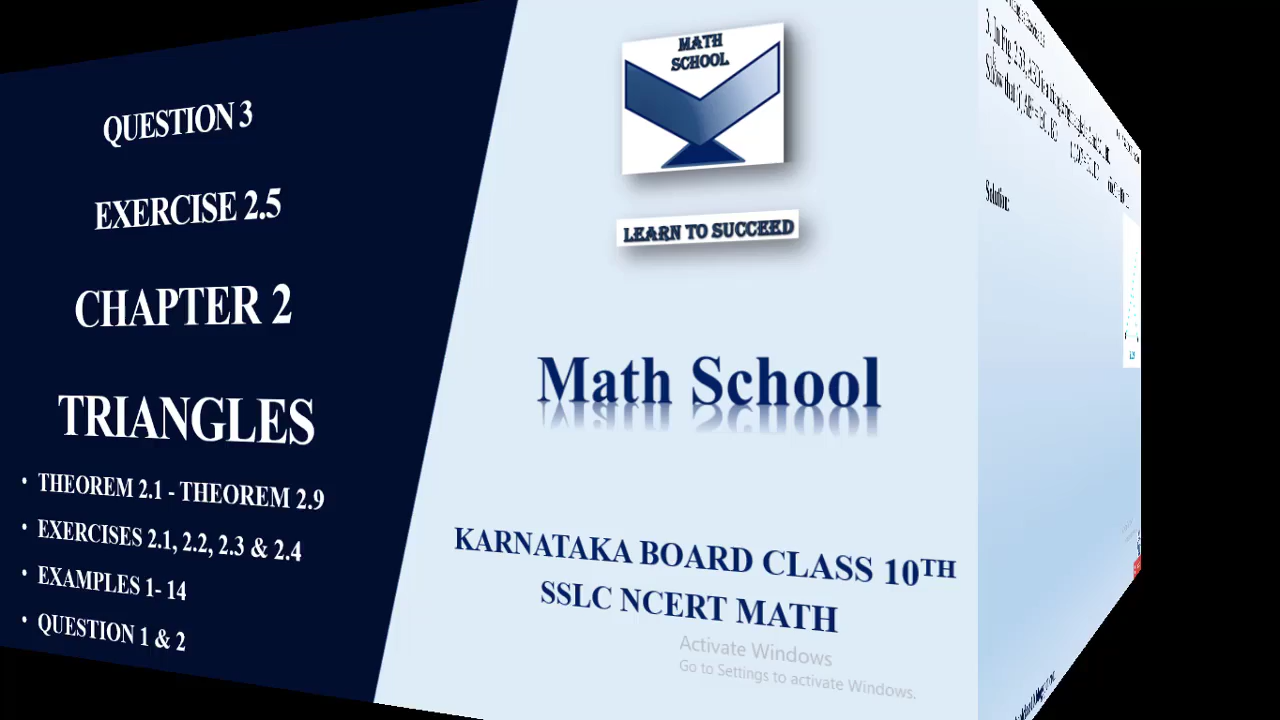 QUESTION 3
EXERCISE 2.5
CHAPTER 2
TRIANGLES
• THEOREM 2.1 - THEOREM 2.9
• EXERCISES 2.1, 2.2, 2.3 & 2.4
• EXAMPLES 1- 14
• QUESTION 1 & 2
MATH
SCHOOL
LEARN TO SUCCEED
Math School
KARNATAKA BOARD CLASS 10TH
SSLC NCERT MATH
Activate Windows
Go to Settings to activate Windows.
Solution: